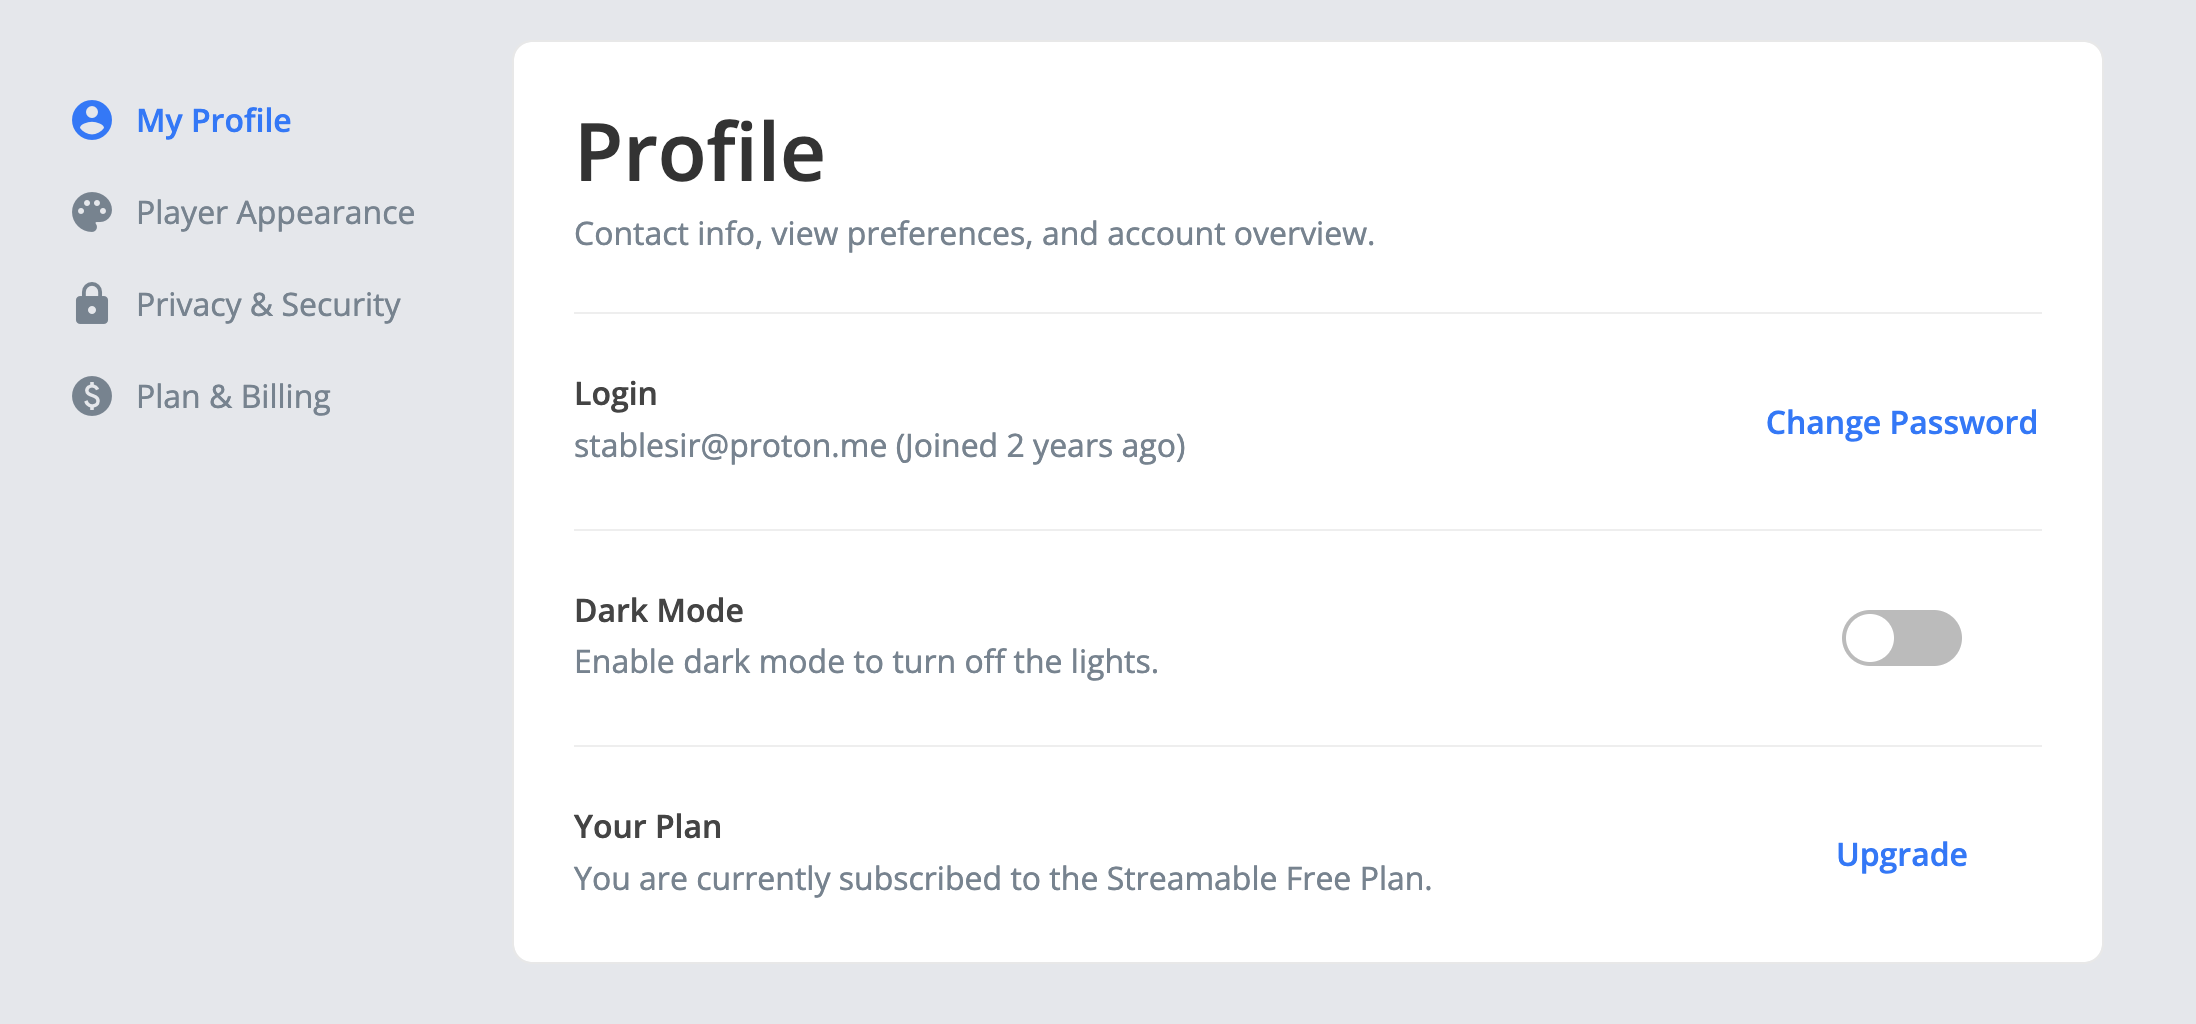 My Profile
Player Appearance
Privacy & Security
Plan & Billing
Profile
Contact info, view preferences, and account overview.
Login
stablesir@proton.me (Joined 2 years ago)
Change Password
Dark Mode
Enable dark mode to turn off the lights.
Your Plan
You are currently subscribed to the Streamable Free Plan.
Upgrade